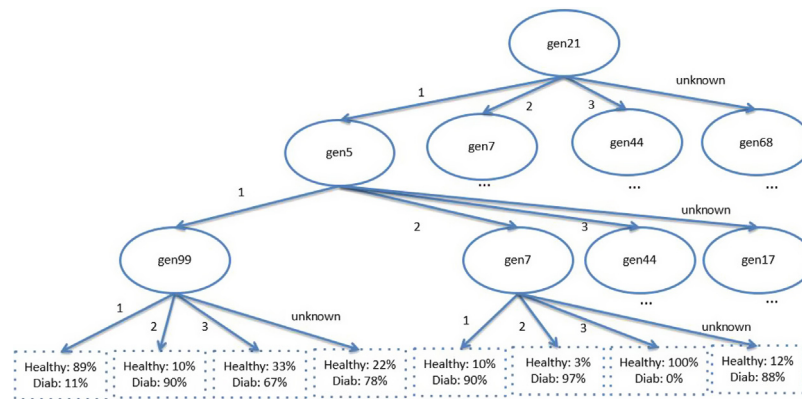 gen21
1
2
3
unknown
gen5
gen7
gen44
gen68
...
...
...
1
2
3
unknown
gen99
gen7
gen44
gen17
...
...
1
2
3
unknown
1
2
3
unknown
Healthy: 89%
Diab: 11%
Healthy: 10%
Diab: 90%
Healthy: 33%
Diab: 67%
Healthy: 22%
Diab: 78%
Healthy: 10%
Diab: 90%
Healthy: 3%
Diab: 97%
Healthy: 100%
Diab: 0%
Healthy: 12%
Diab: 88%